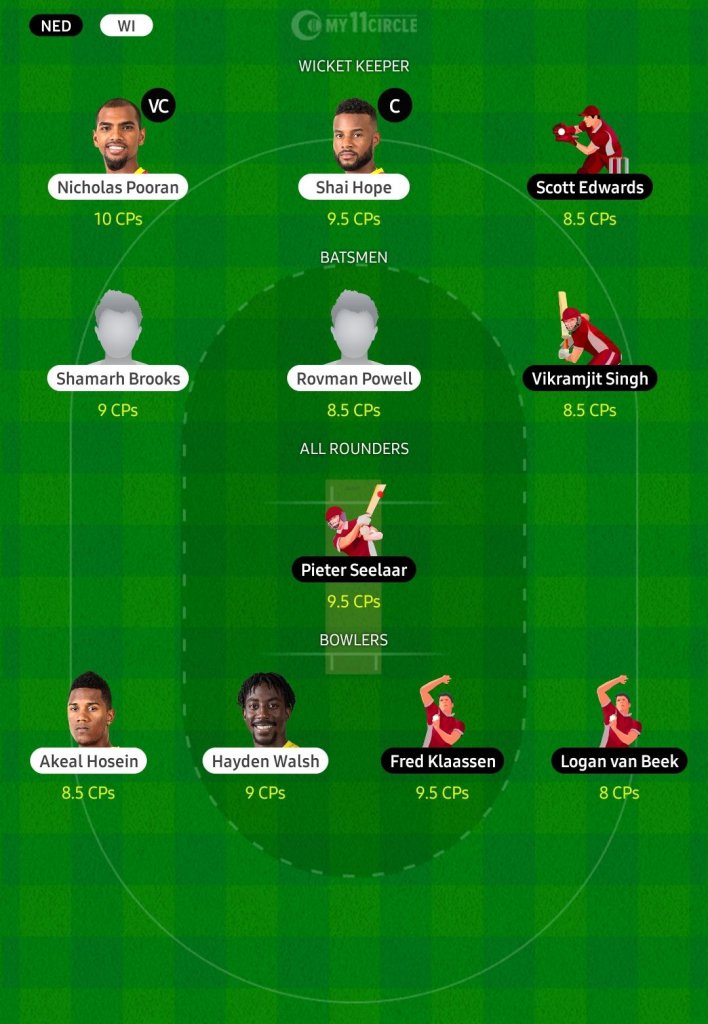 NED WI MY11CIRCLE
WICKET KEEPER
VC C
Nicholas Pooran Shai Hope Scott Edwards
10 CPs 9.5 CPs 8.5 CPs
BATSMEN
Shamarh Brooks Rovman Powell Vikramjit Singh
9 CPs 8.5 CPs 8.5 CPs
ALL ROUNDERS
Pieter Seelaar
9.5 CPs
BOWLERS
Akeal Hosein Hayden Walsh Fred Klaassen Logan van Beek
8.5 CPs 9 CPs 9.5 CPs 8 CPs